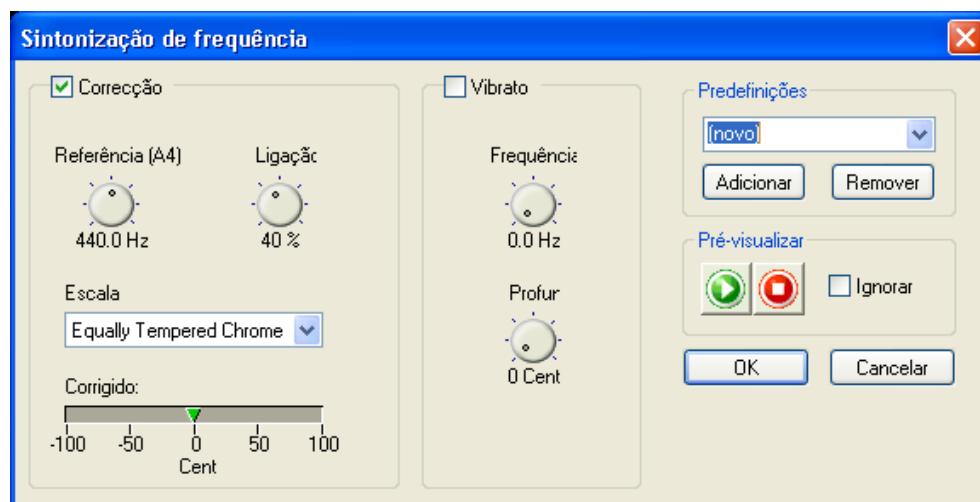 Sintonização de frequência
Correcção
Referência (A4)
440.0 Hz
Ligação
40 %
Escala
Equally Tempered Chrome
Corrigido:
-100 -50 0 50 100
Cent
Vibrato
Frequência
0.0 Hz
Profur
0 Cent
Predefinições
(novo)
Adicionar Remover
Pré-visualizar
Ignorar
OK Cancelar